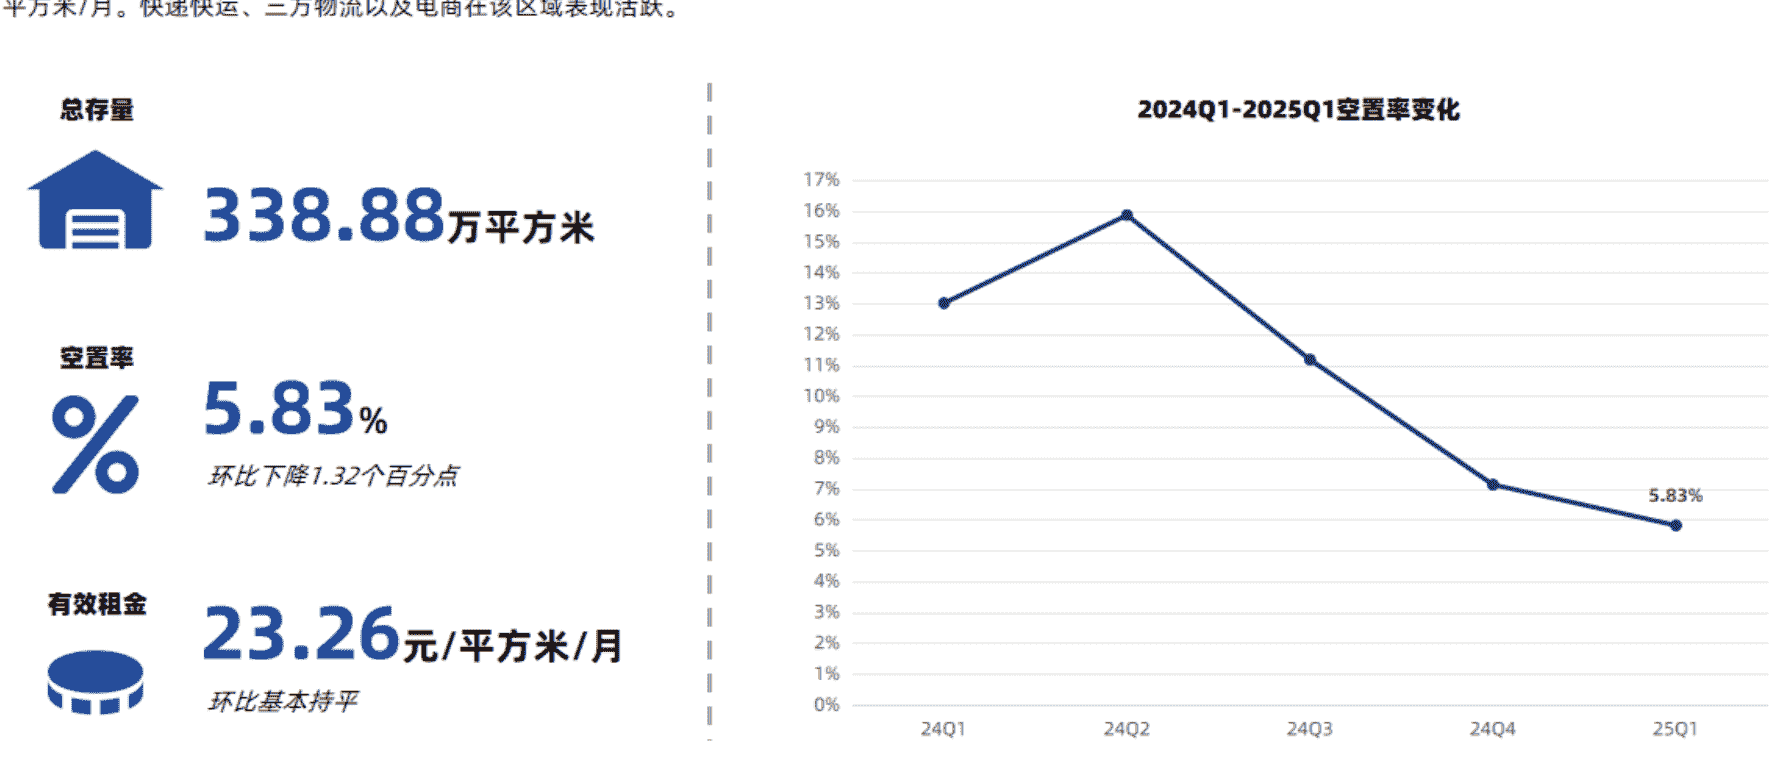 平方米/月。快递快运、三方物流以及电商在该区域表现活跃。
总存量
338.88万平方米
空置率
5.83%
环比下降1.32个百分点
有效租金
23.26元/平方米/月
环比基本持平
2024Q1-2025Q1空置率变化
17%
16%
15%
14%
13%
12%
11%
10%
9%
8%
7%
6%
5%
4%
3%
2%
1%
0%
5.83%
24Q1 24Q2 24Q3 24Q4 25Q1